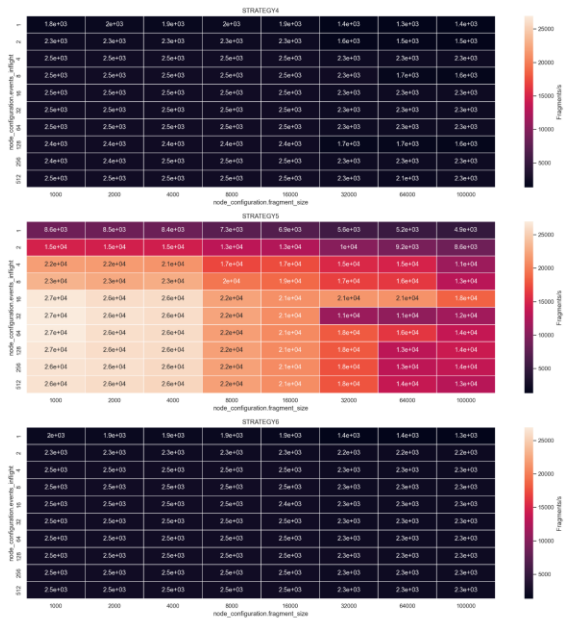 STRATEGY4
1 1.8e+03 2e+03 1.9e+03 2e+03 1.9e+03 1.4e+03 1.3e+03 1.4e+03
2 2.3e+03 2.3e+03 2.3e+03 2.3e+03 2.3e+03 1.6e+03 1.5e+03 1.5e+03
4 2.5e+03 2.5e+03 2.5e+03 2.5e+03 2.5e+03 2.3e+03 2.3e+03 2.3e+03
8 2.5e+03 2.5e+03 2.5e+03 2.5e+03 2.5e+03 2.3e+03 1.7e+03 1.6e+03
16 2.5e+03 2.5e+03 2.5e+03 2.5e+03 2.5e+03 2.3e+03 2.3e+03 2.3e+03
32 2.5e+03 2.5e+03 2.5e+03 2.5e+03 2.5e+03 2.3e+03 2.3e+03 2.3e+03
64 2.5e+03 2.5e+03 2.5e+03 2.5e+03 2.5e+03 2.3e+03 2.3e+03 2.3e+03
128 2.4e+03 2.4e+03 2.4e+03 2.4e+03 2.4e+03 1.7e+03 1.7e+03 1.6e+03
256 2.4e+03 2.4e+03 2.5e+03 2.5e+03 2.5e+03 2.3e+03 2.3e+03 2.3e+03
512 2.5e+03 2.5e+03 2.5e+03 2.5e+03 2.5e+03 2.3e+03 2.1e+03 2.3e+03
1000 2000 4000 8000 16000 32000 64000 100000
node_configuration.fragment_size
node_configuration.events_inflight
25000
20000
15000
10000
5000
Fragments/s
STRATEGY5
1 8.6e+03 8.5e+03 8.4e+03 7.3e+03 6.9e+03 5.6e+03 5.2e+03 4.9e+03
2 1.5e+04 1.5e+04 1.5e+04 1.3e+04 1.3e+04 1e+04 9.2e+03 8.6e+03
4 2.2e+04 2.2e+04 2.1e+04 1.7e+04 1.7e+04 1.5e+04 1.5e+04 1.1e+04
8 2.3e+04 2.3e+04 2.3e+04 2e+04 1.9e+04 1.7e+04 1.6e+04 1.3e+04
16 2.7e+04 2.6e+04 2.6e+04 2.2e+04 2.1e+04 2.1e+04 2.1e+04 1.8e+04
32 2.7e+04 2.6e+04 2.6e+04 2.2e+04 2.1e+04 1.1e+04 1.1e+04 1.2e+04
64 2.7e+04 2.6e+04 2.6e+04 2.2e+04 2.1e+04 1.8e+04 1.6e+04 1.4e+04
128 2.7e+04 2.6e+04 2.6e+04 2.2e+04 2.1e+04 1.8e+04 1.3e+04 1.4e+04
256 2.6e+04 2.6e+04 2.6e+04 2.2e+04 2.1e+04 1.8e+04 1.3e+04 1.4e+04
512 2.6e+04 2.6e+04 2.6e+04 2.2e+04 2.1e+04 1.8e+04 1.4e+04 1.3e+04
1000 2000 4000 8000 16000 32000 64000 100000
node_configuration.fragment_size
node_configuration.events_inflight
25000
20000
15000
10000
5000
Fragments/s
STRATEGY6
1 2e+03 1.9e+03 1.9e+03 1.9e+03 1.9e+03 1.4e+03 1.4e+03 1.3e+03
2 2.3e+03 2.3e+03 2.3e+03 2.3e+03 2.3e+03 2.2e+03 2.2e+03 2.2e+03
4 2.5e+03 2.5e+03 2.5e+03 2.5e+03 2.5e+03 2.3e+03 2.3e+03 2.3e+03
8 2.5e+03 2.5e+03 2.5e+03 2.5e+03 2.5e+03 2.3e+03 2.3e+03 2.3e+03
16 2.5e+03 2.5e+03 2.5e+03 2.5e+03 2.4e+03 2.3e+03 2.3e+03 2.3e+03
32 2.5e+03 2.5e+03 2.5e+03 2.5e+03 2.5e+03 2.3e+03 2.3e+03 2.3e+03
64 2.5e+03 2.5e+03 2.5e+03 2.5e+03 2.5e+03 2.3e+03 2.3e+03 2.3e+03
128 2.5e+03 2.5e+03 2.5e+03 2.5e+03 2.5e+03 2.3e+03 2.3e+03 2.3e+03
256 2.5e+03 2.5e+03 2.5e+03 2.5e+03 2.5e+03 2.3e+03 2.3e+03 2.3e+03
512 2.5e+03 2.5e+03 2.5e+03 2.5e+03 2.5e+03 2.3e+03 2.3e+03 2.3e+03
1000 2000 4000 8000 16000 32000 64000 100000
node_configuration.fragment_size
node_configuration.events_inflight
25000
20000
15000
10000
5000
Fragments/s